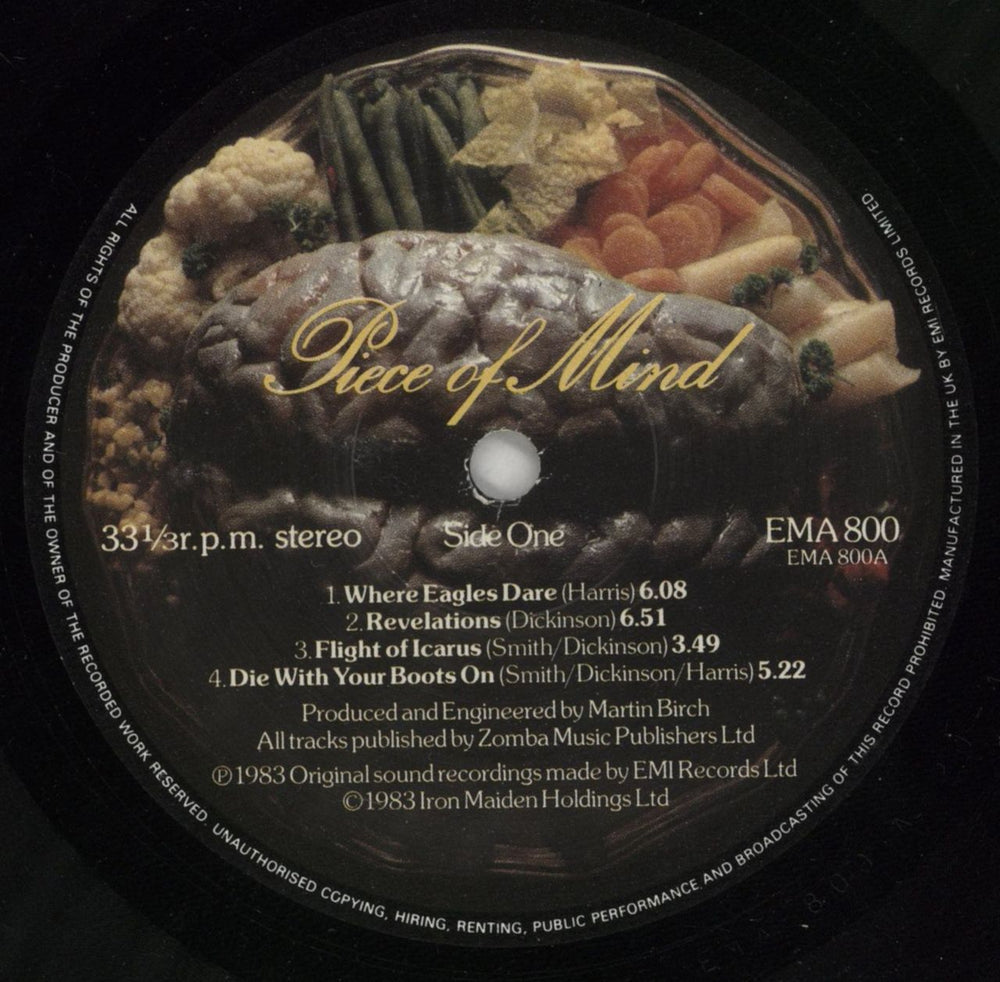 Piece of Mind
33 1/3 r.p.m. stereo
Side One
EMA 800
EMA 800A
1. Where Eagles Dare (Harris) 6.08
2. Revelations (Dickinson) 6.51
3. Flight of Icarus (Smith/Dickinson) 3.49
4. Die With Your Boots On (Smith/Dickinson/Harris) 5.22
Produced and Engineered by Martin Birch
All tracks published by Zomba Music Publishers Ltd
℗1983 Original sound recordings made by EMI Records Ltd
©1983 Iron Maiden Holdings Ltd
ALL RIGHTS OF THE PRODUCER AND OF THE OWNER OF THE RECORDED WORK RESERVED. UNAUTHORISED COPYING, HIRING, RENTING, PUBLIC PERFORMANCE AND BROADCASTING OF THIS RECORD PROHIBITED. MANUFACTURED IN THE UK BY EMI RECORDS LIMITED.